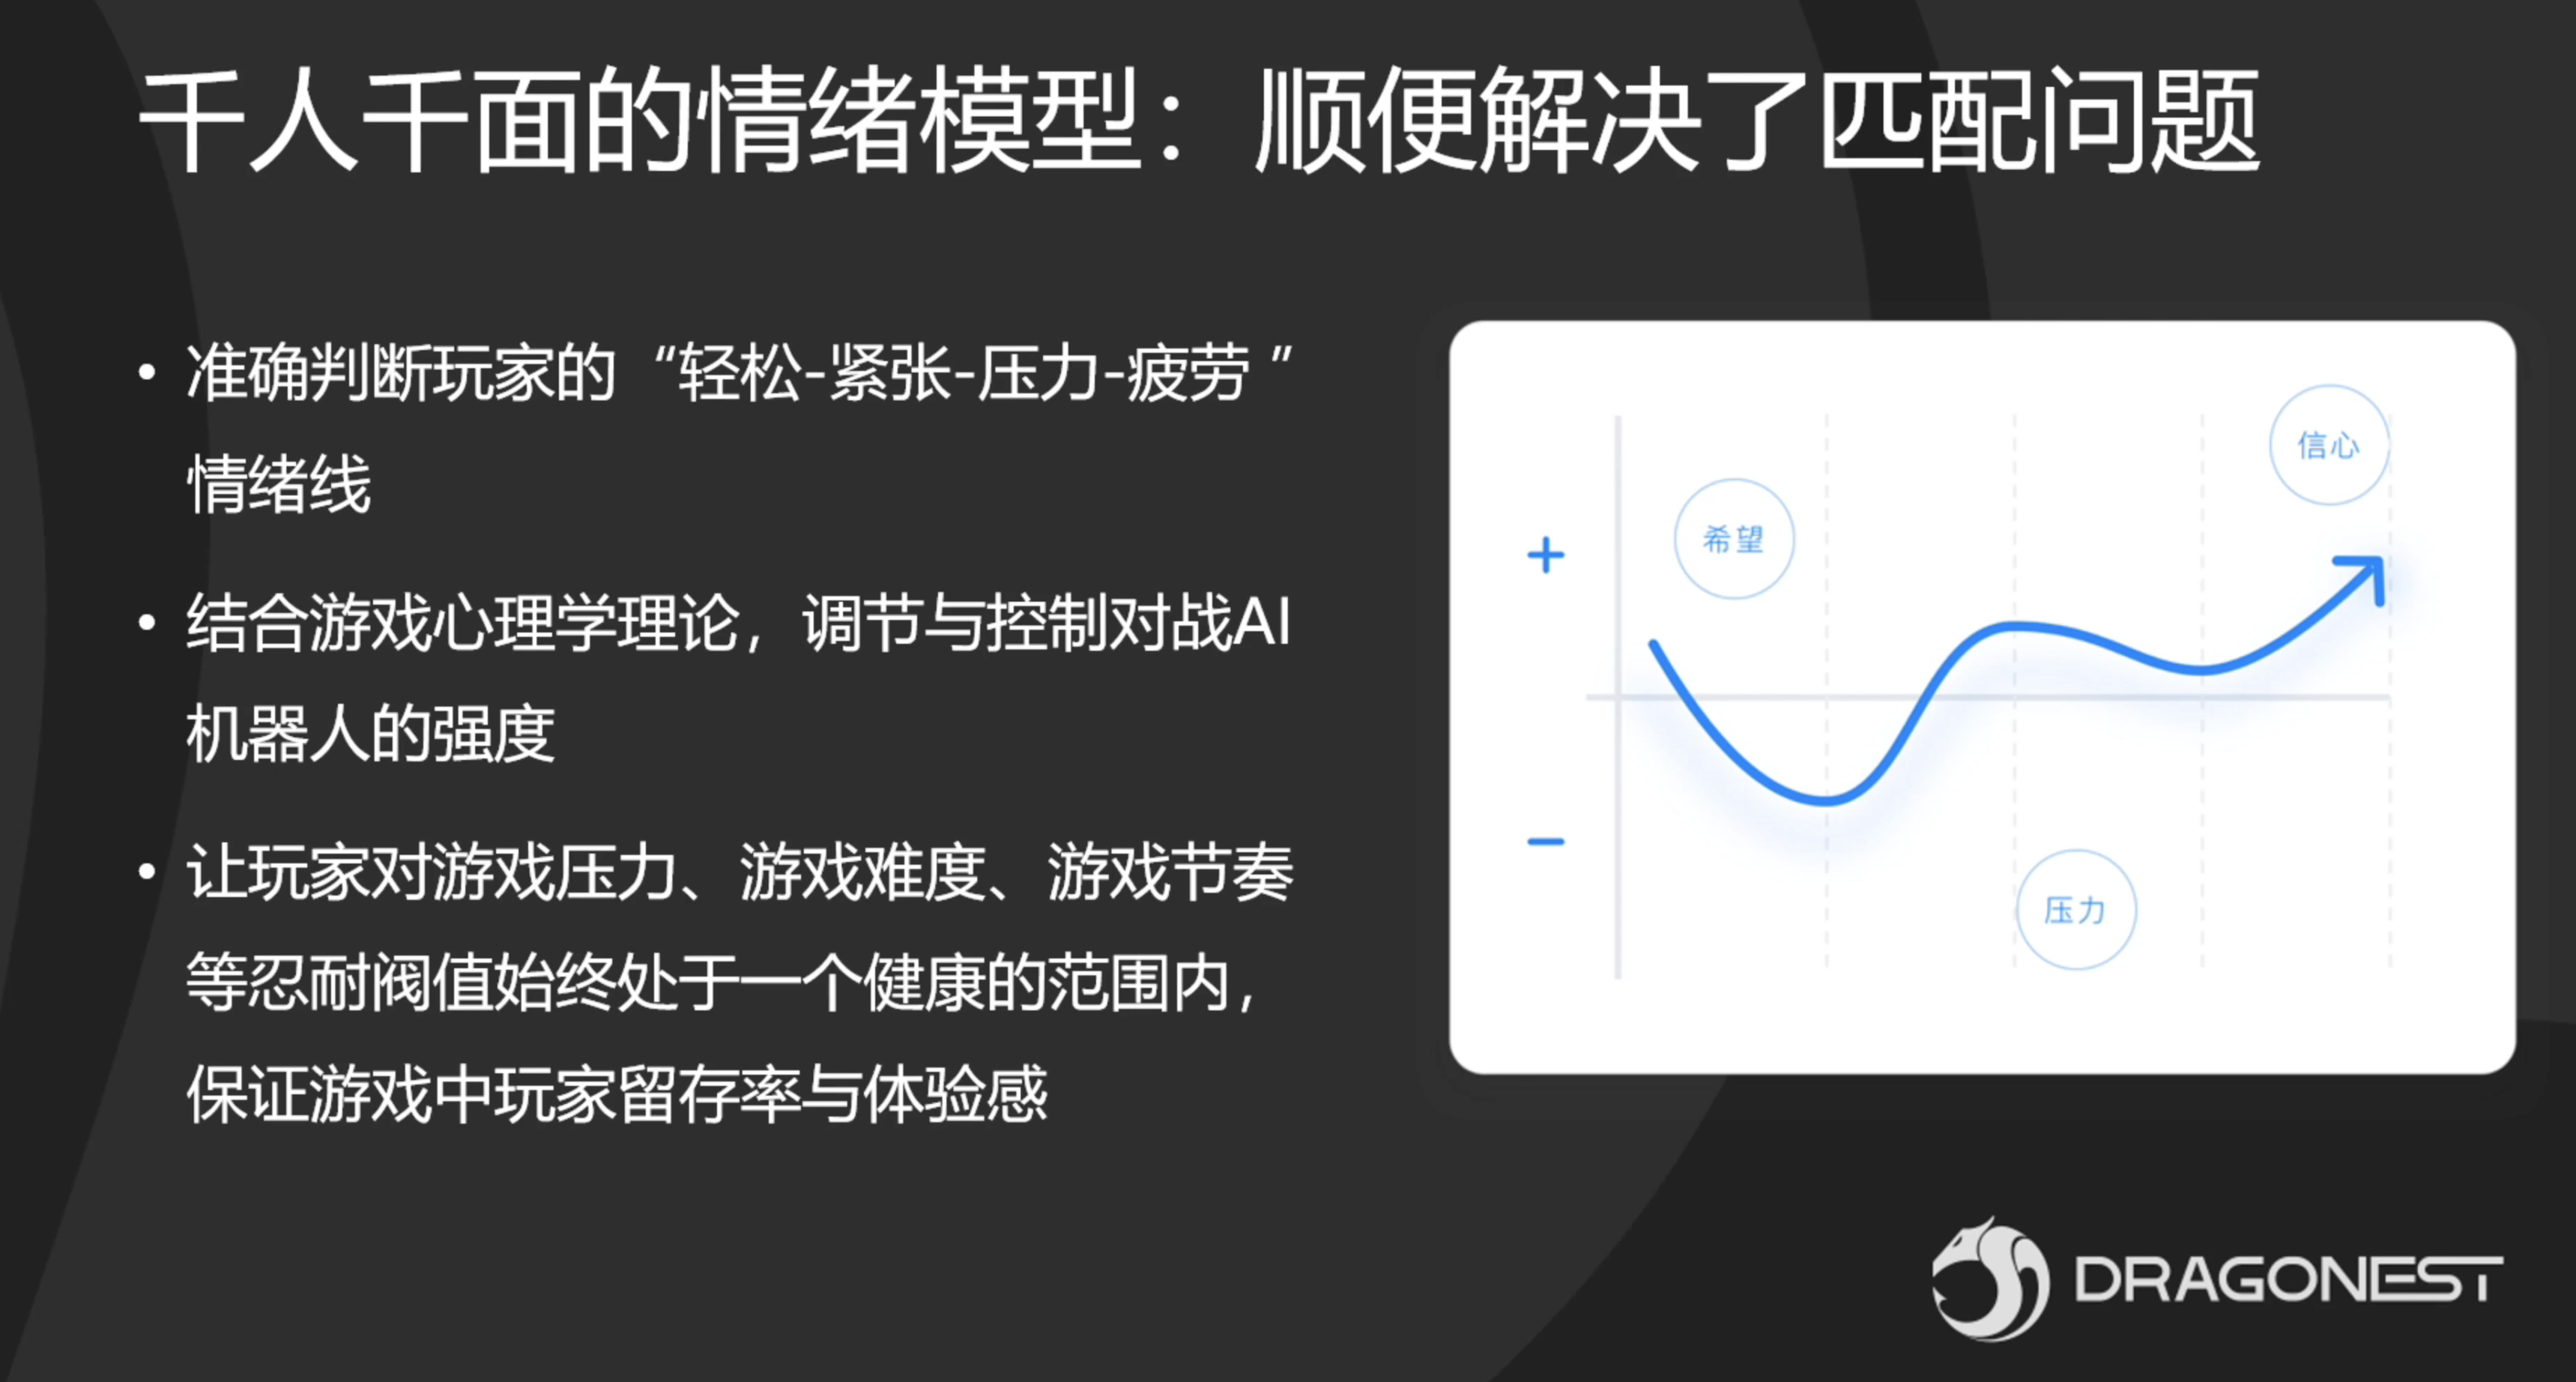 千人千面的情绪模型：顺便解决了匹配问题
• 准确判断玩家的“轻松-紧张-压力-疲劳 ”
情绪线
• 结合游戏心理学理论，调节与控制对战AI
机器人的强度
• 让玩家对游戏压力、游戏难度、游戏节奏
等忍耐阀值始终处于一个健康的范围内，
保证游戏中玩家留存率与体验感
信心
希望
+
−
压力
DRAGONEST